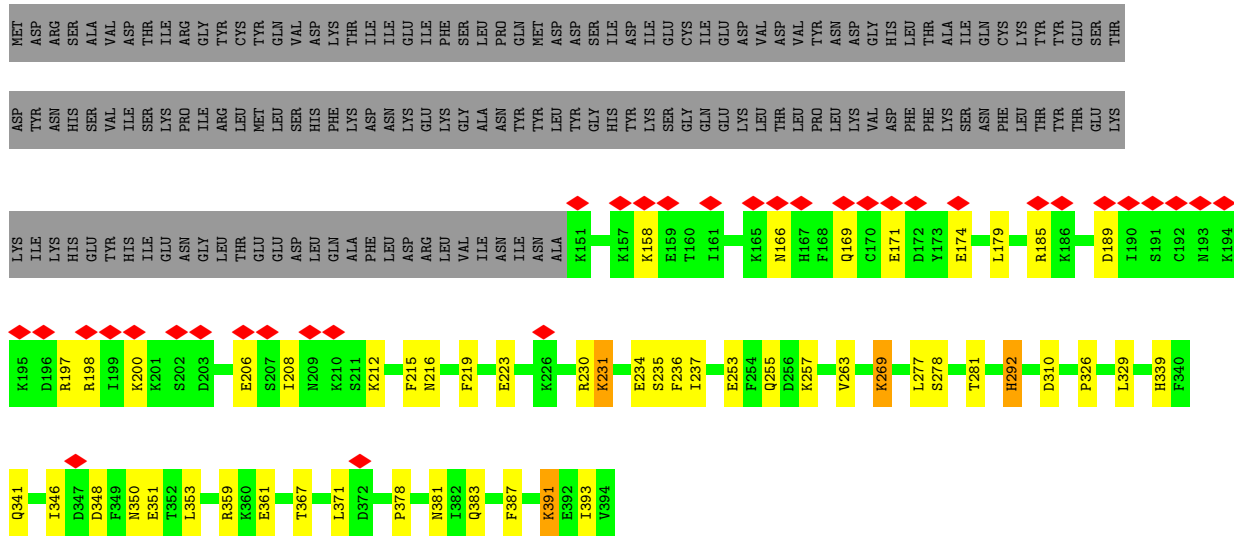 MET ASP ARG SER ALA VAL ASP THR ILE ILE ARG GLY TYR CYS TYR GLN VAL ASP LYS THR ILE ILE GLU ILE PHE SER LEU PRO GLN MET ASP ASP SER ILE ASP ILE GLU CYS ILE GLU ASP VAL ASP VAL TYR ASN ASP GLY HIS LEU THR ALA ILE GLN CYS LYS TYR TYR GLU SER THR
ASP TYR ASN HIS SER VAL ILE SER LYS PRO ILE ARG LEU MET LEU SER HIS PHE LYS ASP ASN LYS GLU LYS GLY ALA ASN TYR TYR LEU TYR GLY HIS TYR LYS SER GLY GLN GLU LYS LEU THR LEU PRO LEU LYS VAL ASP PHE PHE LYS SER ASN PHE LEU THR TYR THR GLU LYS
LYS ILE LYS HIS GLU TYR HIS ILE GLU ASN GLY LEU THR GLU GLU ASP LEU GLN ALA PHE LEU ASP ARG LEU VAL ILE ASN ILE ASN ALA K151 K157 K158 E159 T160 I161 K165 N166 H167 F168 Q169 C170 E171 D172 Y173 E174 L179 R185 K186 D189 I190 S191 C192 N193 K194
K195 D196 R197 R198 I199 K200 K201 S202 D203 E206 S207 I208 N209 K210 S211 K212 F215 N216 F219 E223 K226 R230 K231 E234 S235 F236 I237 E253 F254 Q255 D256 K257 V263 K269 L277 S278 T281 H292 D310 P326 L329 H339 F340
Q341 I346 D347 D348 F349 N350 E351 T352 L353 R359 K360 E361 T367 L371 D372 P378 N381 I382 Q383 F387 K391 E392 I393 V394